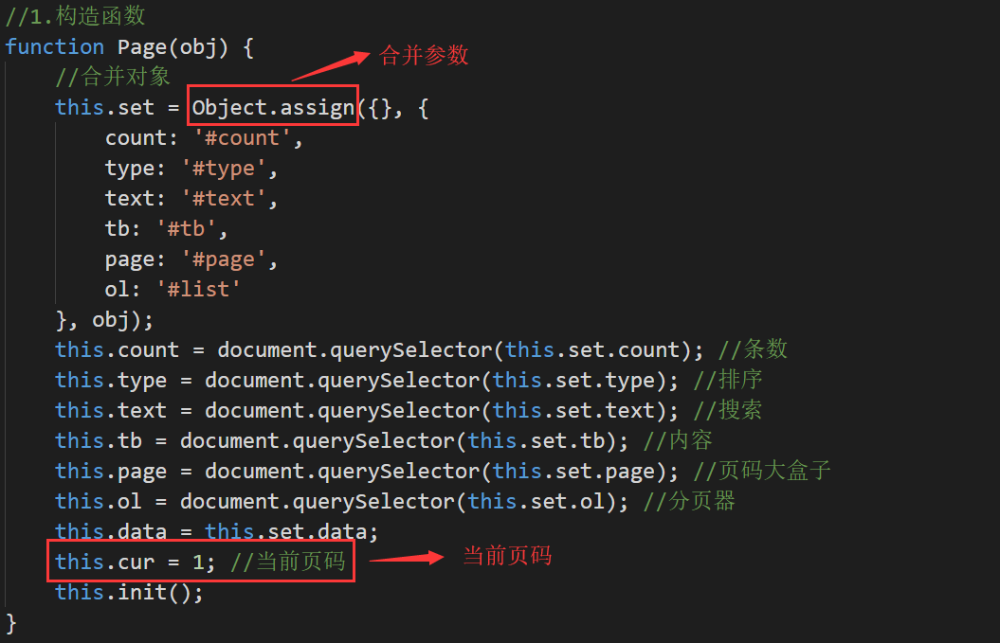 //1.构造函数
function Page(obj) {
//合并对象
合并参数
this.set = Object.assign({}, {
count: '#count',
type: '#type',
text: '#text',
tb: '#tb',
page: '#page',
ol: '#list'
}, obj);
this.count = document.querySelector(this.set.count); //条数
this.type = document.querySelector(this.set.type); //排序
this.text = document.querySelector(this.set.text); //搜索
this.tb = document.querySelector(this.set.tb); //内容
this.page = document.querySelector(this.set.page); //页码大盒子
this.ol = document.querySelector(this.set.ol); //分页器
this.data = this.set.data;
this.cur = 1; //当前页码
当前页码
this.init();
}